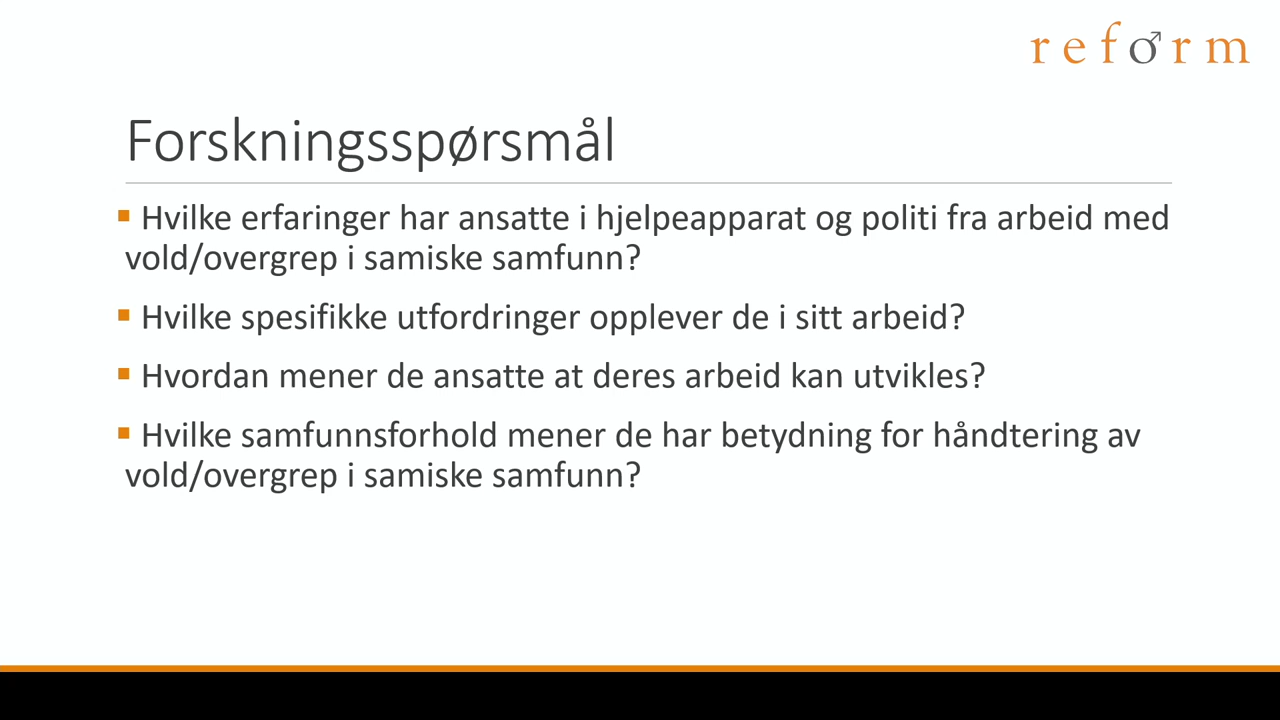 reform
Forskningsspørsmål
▪ Hvilke erfaringer har ansatte i hjelpeapparat og politi fra arbeid med
vold/overgrep i samiske samfunn?
▪ Hvilke spesifikke utfordringer opplever de i sitt arbeid?
▪ Hvordan mener de ansatte at deres arbeid kan utvikles?
▪ Hvilke samfunnsforhold mener de har betydning for håndtering av
vold/overgrep i samiske samfunn?